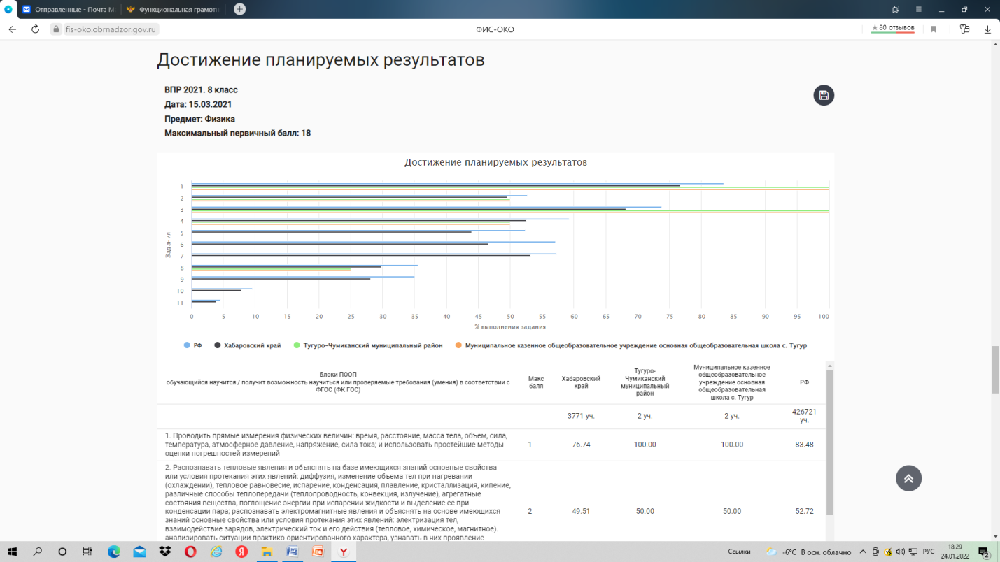 Отправленные - Почта М
Функциональная грамотн
fis-oko.obrnadzor.gov.ru
ФИС-ОКО
★ 80 отзывов
Достижение планируемых результатов
ВПР 2021. 8 класс
Дата: 15.03.2021
Предмет: Физика
Максимальный первичный балл: 18
Достижение планируемых результатов
Задания
1
2
3
4
5
6
7
8
9
10
11
0 5 10 15 20 25 30 35 40 45 50 55 60 65 70 75 80 85 90 95 100
% выполнения задания
РФ Хабаровский край Тугуро-Чумиканский муниципальный район Муниципальное казенное общеобразовательное учреждение основная общеобразовательная школа с. Тугур
Блоки ПООП
обучающийся научится / получит возможность научиться или проверяемые требования (умения) в соответствии с
ФГОС (ФК ГОС)
Макс
балл
Хабаровский
край
Тугуро-
Чумиканский
муниципальный
район
Муниципальное казенное
общеобразовательное
учреждение основная
общеобразовательная
школа с. Тугур
РФ
3771 уч. 2 уч. 2 уч. 426721
уч.
1. Проводить прямые измерения физических величин: время, расстояние, масса тела, объем, сила,
температура, атмосферное давление, напряжение, сила тока; и использовать простейшие методы
оценки погрешностей измерений
1 76.74 100.00 100.00 83.48
2. Распознавать тепловые явления и объяснять на базе имеющихся знаний основные свойства
или условия протекания этих явлений: диффузия, изменение объема тел при нагревании
(охлаждении), тепловое равновесие, испарение, конденсация, плавление, кристаллизация, кипение,
различные способы теплопередачи (теплопроводность, конвекция, излучение), агрегатные
состояния вещества, поглощение энергии при испарении жидкости и выделение ее при
конденсации пара; распознавать электромагнитные явления и объяснять на основе имеющихся
знаний основные свойства или условия протекания этих явлений: электризация тел,
взаимодействие зарядов, электрический ток и его действия (тепловое, химическое, магнитное).
анализировать ситуации практико-ориентированного характера, узнавать в них проявление
2 49.51 50.00 50.00 52.72
Ссылки
-6°C В осн. облачно
РУС
18:29
24.01.2022
2